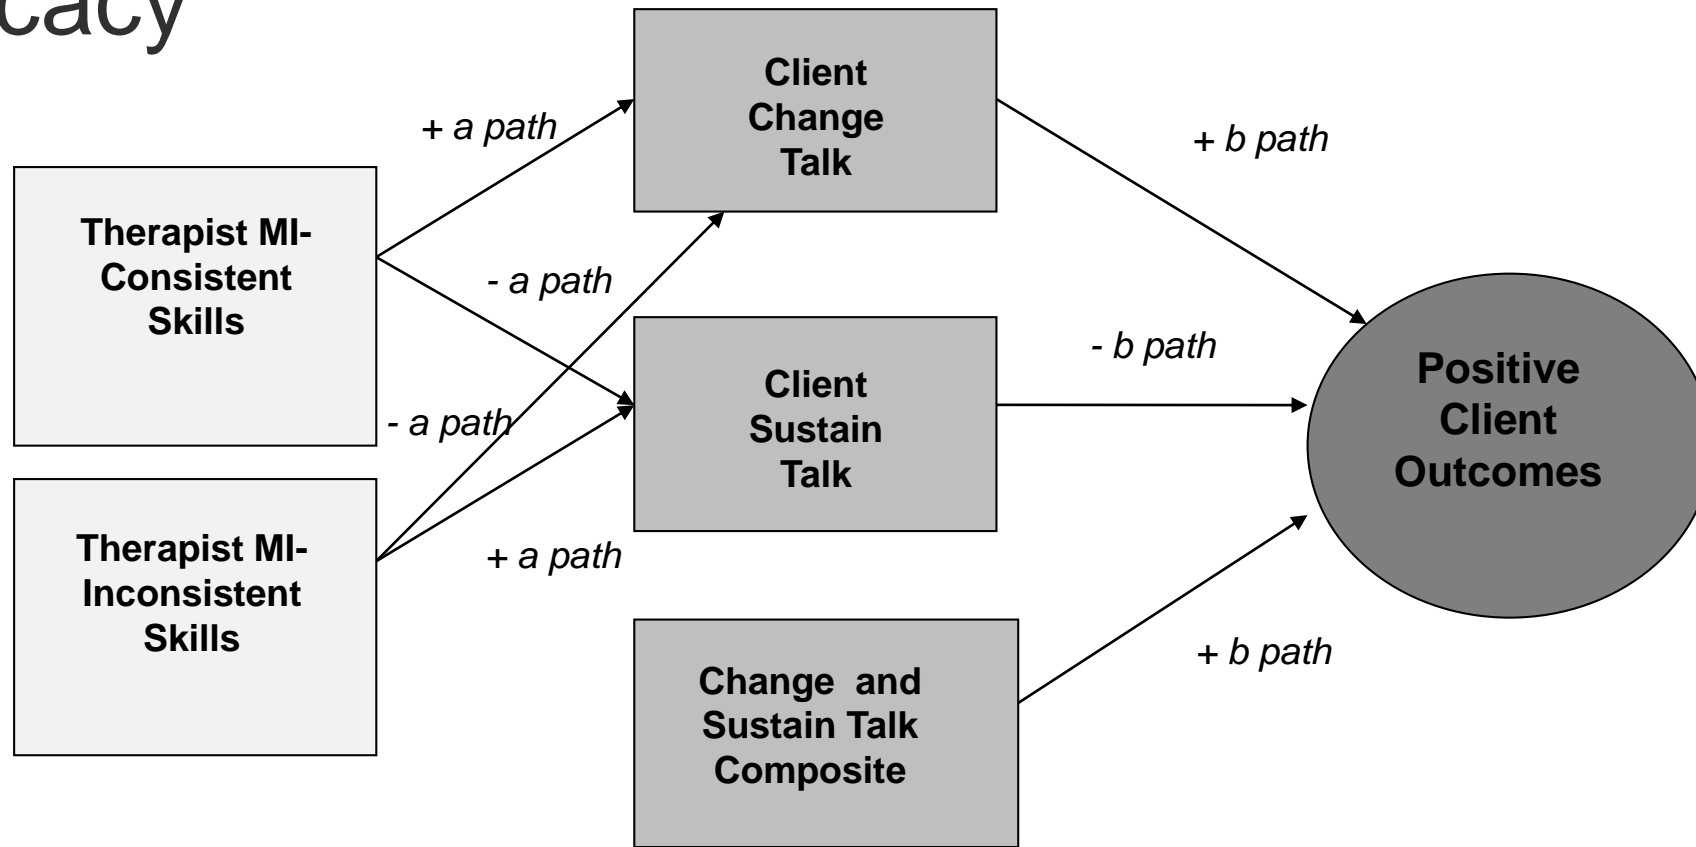 cacy
Client
Change
Talk
+ a path
+ b path
Therapist MI-
Consistent
Skills
- a path
- b path
Client
Sustain
Talk
Positive
Client
Outcomes
- a path
Therapist MI-
Inconsistent
Skills
+ a path
+ b path
Change and
Sustain Talk
Composite